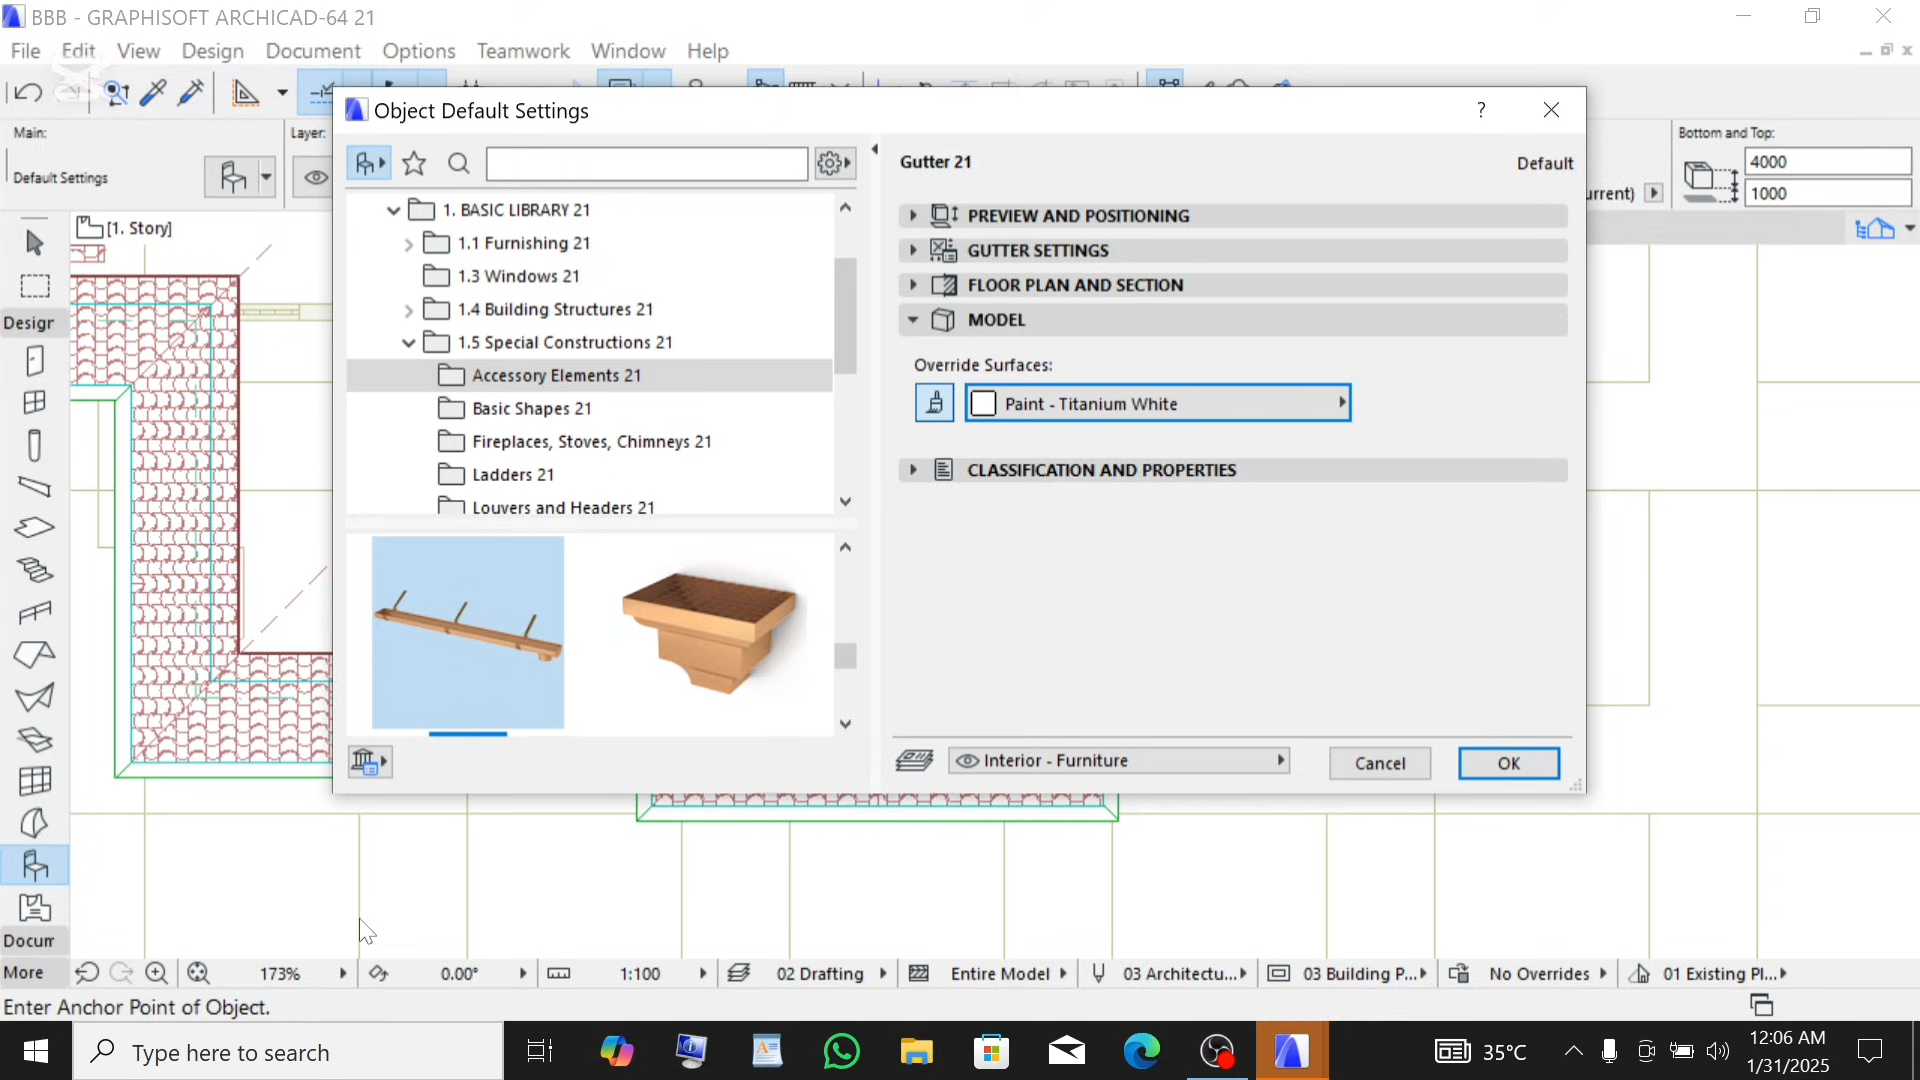 BBB - GRAPHISOFT ARCHICAD-64 21
File Edit View Design Document Options Teamwork Window Help
Main:
Layer:
Default Settings
Object Default Settings
?
Bottom and Top:
4000
1000
urrent)
[1. Story]
1. BASIC LIBRARY 21
1.1 Furnishing 21
1.3 Windows 21
1.4 Building Structures 21
1.5 Special Constructions 21
Accessory Elements 21
Basic Shapes 21
Fireplaces, Stoves, Chimneys 21
Ladders 21
Louvers and Headers 21
Gutter 21
Default
PREVIEW AND POSITIONING
GUTTER SETTINGS
FLOOR PLAN AND SECTION
MODEL
Override Surfaces:
Paint - Titanium White
CLASSIFICATION AND PROPERTIES
Interior - Furniture
Cancel
OK
Design
Docum
More
173%
0.00°
1:100
02 Drafting
Entire Model
03 Architectu...
03 Building P...
No Overrides
01 Existing Pl...
Enter Anchor Point of Object.
Type here to search
35°C
12:06 AM
1/31/2025